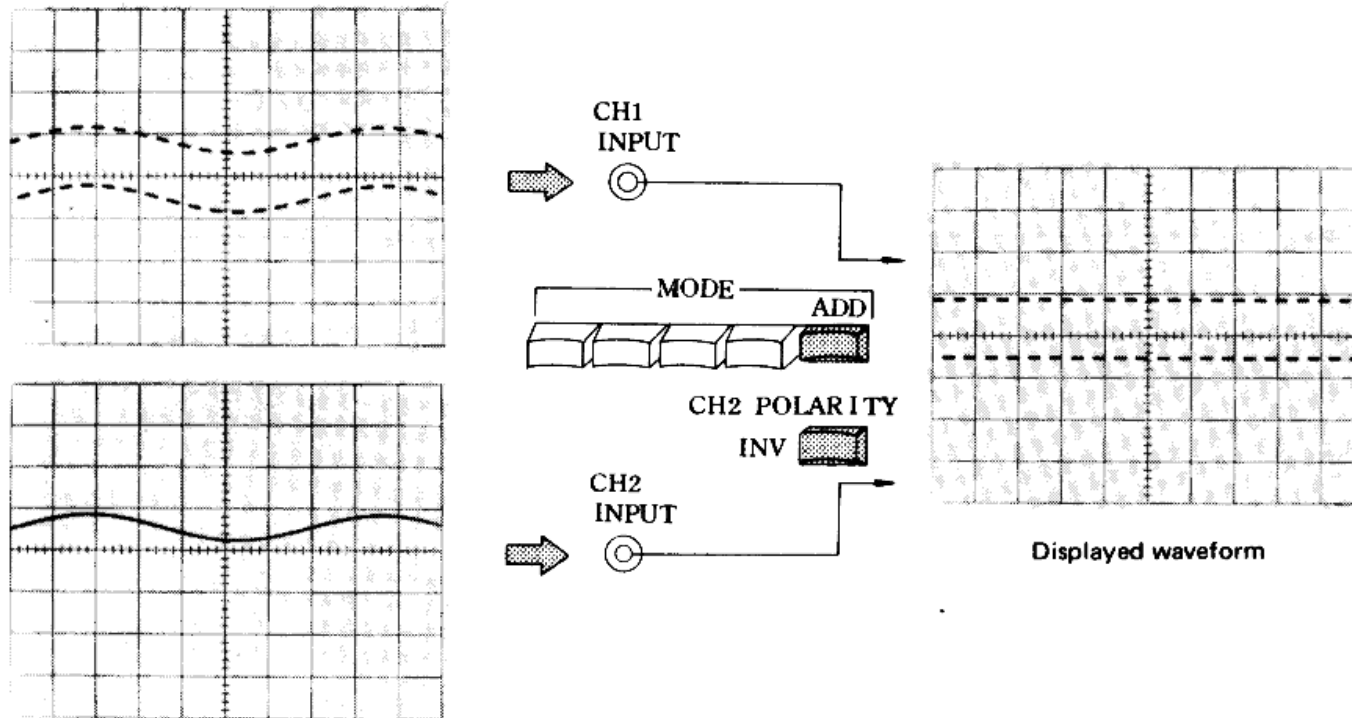 CH1
INPUT
MODE
ADD
CH2 POLARITY
INV
CH2
INPUT
Displayed waveform